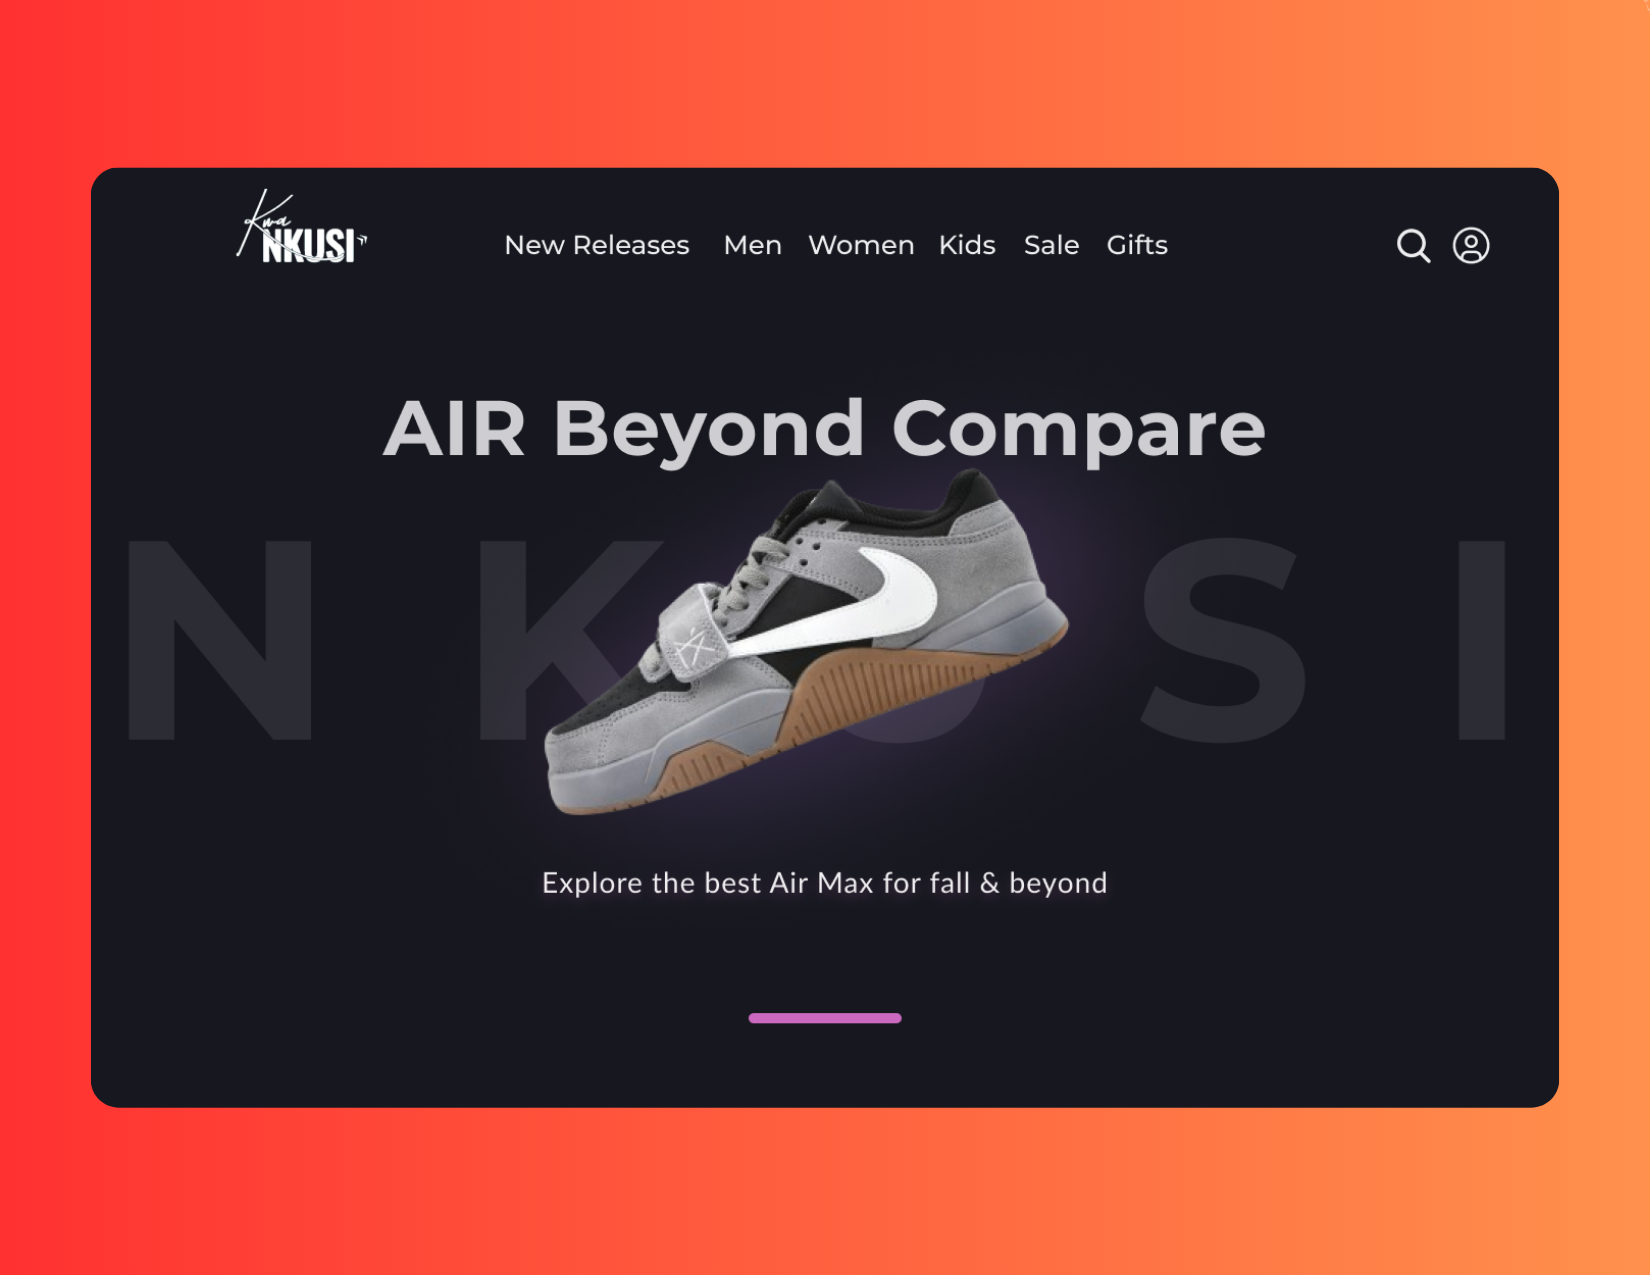 Kwa
NKUSI
New Releases Men Women Kids Sale Gifts
AIR Beyond Compare
N K U S I
Explore the best Air Max for fall & beyond